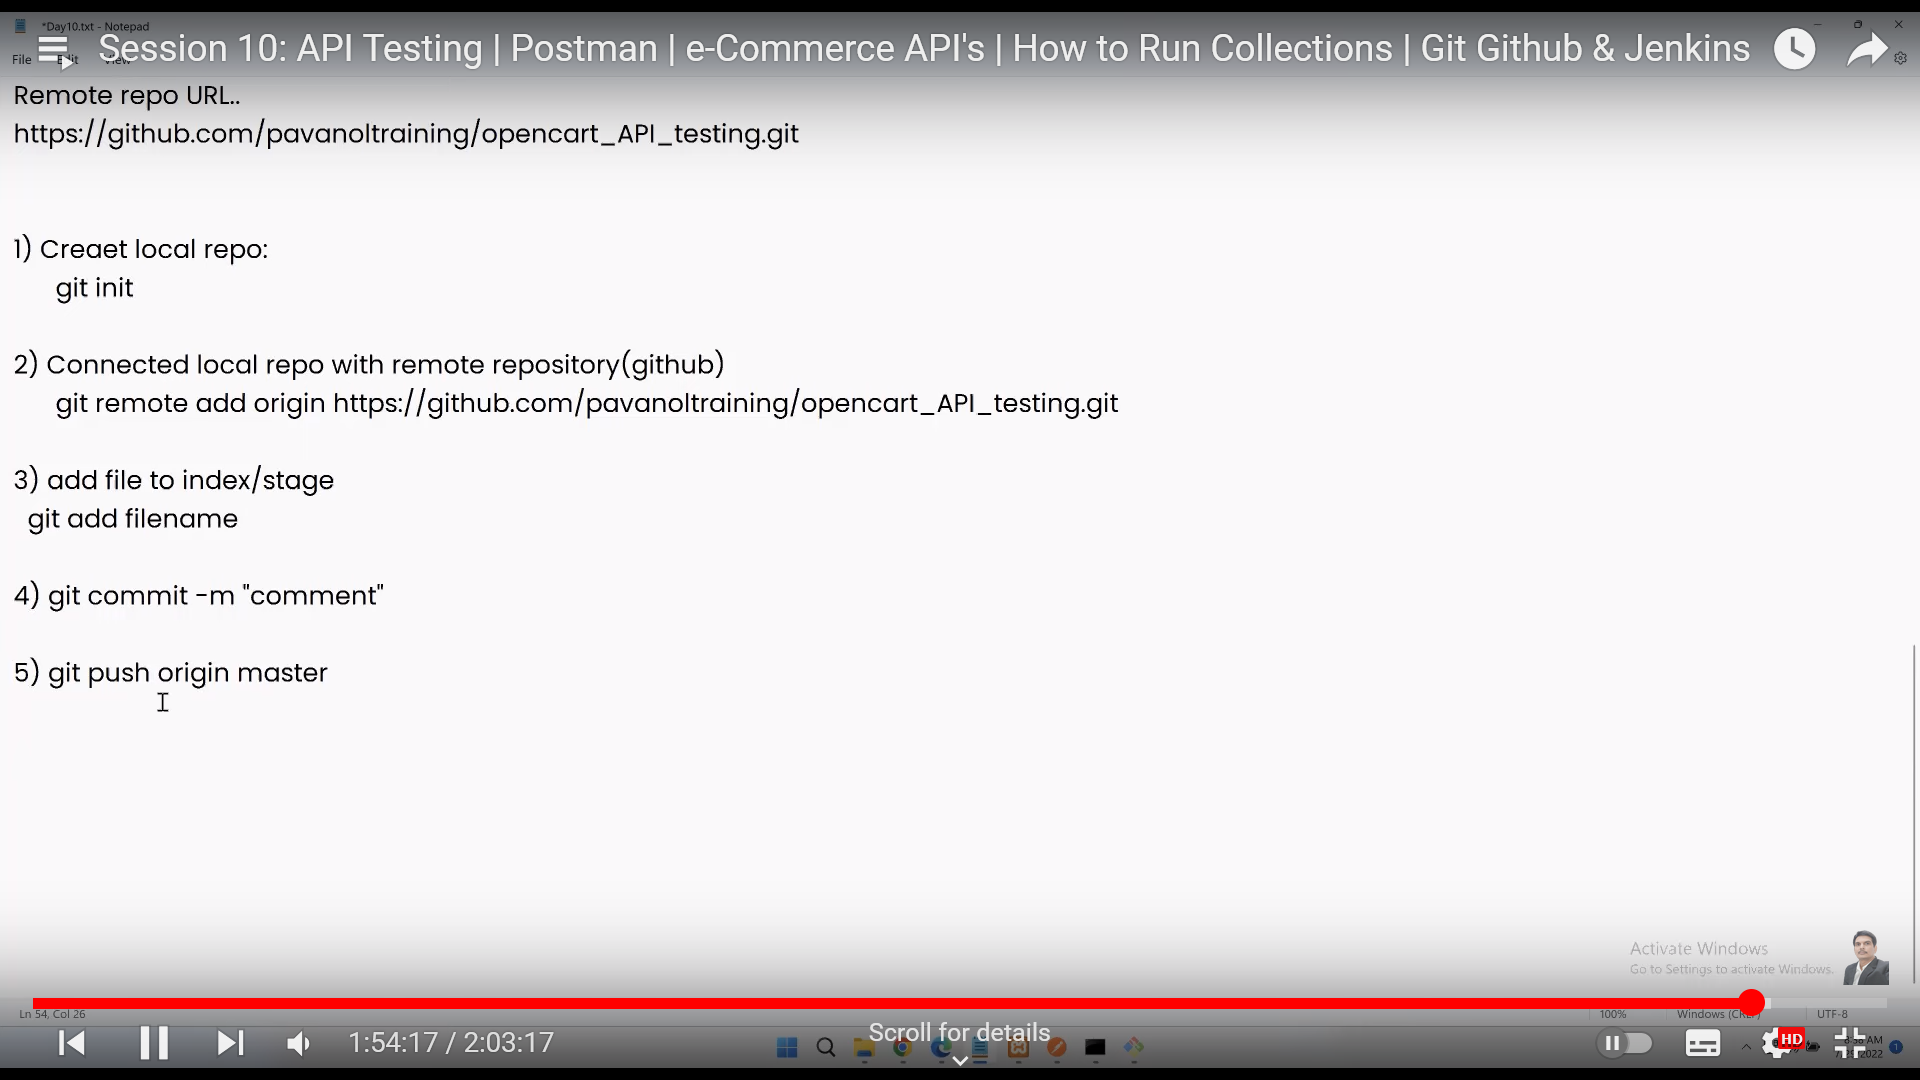 *Day10.txt - Notepad
Session 10: API Testing | Postman | e-Commerce API's | How to Run Collections | Git Github & Jenkins
File Edit View
Remote repo URL..
https://github.com/pavanoltraining/opencart_API_testing.git
1) Creaet local repo:
git init
2) Connected local repo with remote repository(github)
git remote add origin https://github.com/pavanoltraining/opencart_API_testing.git
3) add file to index/stage
git add filename
4) git commit -m "comment"
5) git push origin master
Activate Windows
Go to Settings to activate Windows.
Ln 54, Col 26
100%
Windows (CRLF)
UTF-8
1:54:17 / 2:03:17
Scroll for details
HD
AM
2022
1